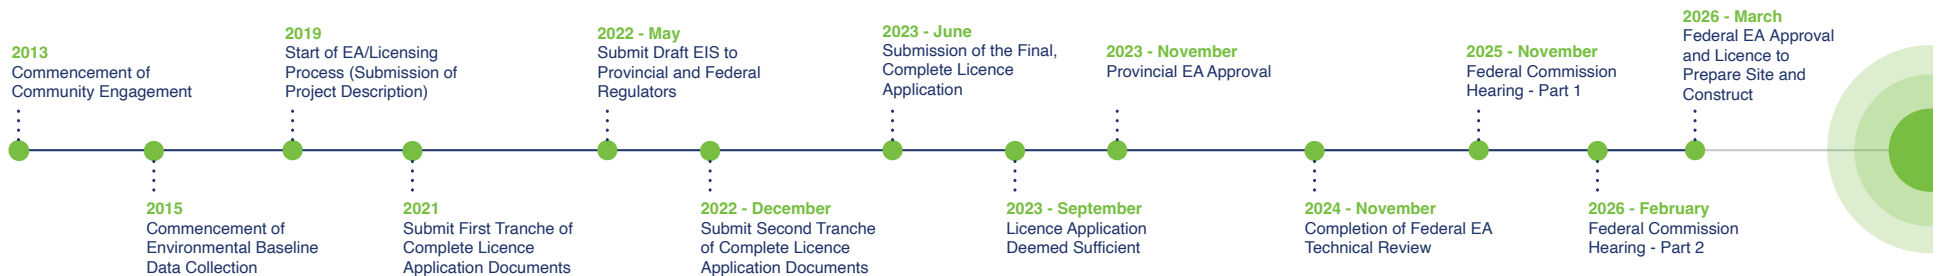 2013
Commencement of
Community Engagement
2015
Commencement of
Environmental Baseline
Data Collection
2019
Start of EA/Licensing
Process (Submission of
Project Description)
2021
Submit First Tranche of
Complete Licence
Application Documents
2022 - May
Submit Draft EIS to
Provincial and Federal
Regulators
2022 - December
Submit Second Tranche
of Complete Licence
Application Documents
2023 - June
Submission of the Final,
Complete Licence
Application
2023 - September
Licence Application
Deemed Sufficient
2023 - November
Provincial EA Approval
2024 - November
Completion of Federal EA
Technical Review
2025 - November
Federal Commission
Hearing - Part 1
2026 - February
Federal Commission
Hearing - Part 2
2026 - March
Federal EA Approval
and Licence to
Prepare Site and
Construct